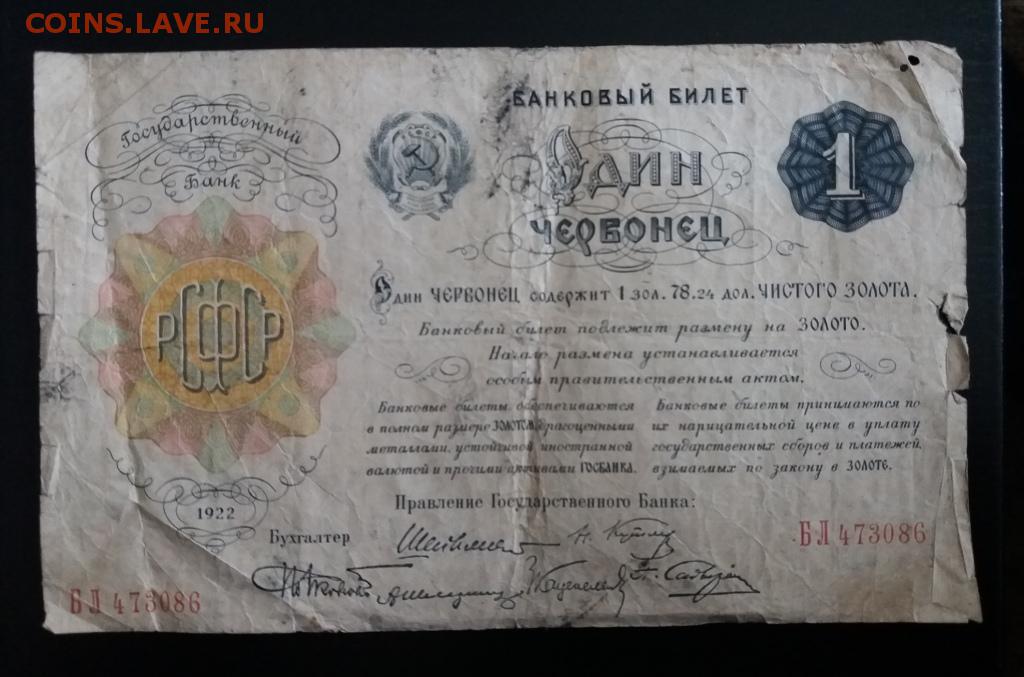 COINS.LAVE.RU
Государственный
Банк
РСФСР
1922
БАНКОВЫЙ БИЛЕТ
Один
ЧЕРВОНЕЦ
1
Один ЧЕРВОНЕЦ содержит 1 зол. 78.24 дол. ЧИСТОГО ЗОЛОТА.
Банковый билет подлежит размену на ЗОЛОТО.
Начало размена устанавливается
особым правительственным актом.
Банковые билеты обеспечиваются
в полном размере ЗОЛОТОМ, драгоценными
металлами, устойчивой иностранной
валютой и прочими активами ГОСБАНКА.
Банковые билеты принимаются по
их нарицательной цене в уплату
государственных сборов и платежей,
взимаемых по закону в ЗОЛОТЕ.
Правление Государственного Банка:
Бухгалтер
БЛ 473086
БЛ 473086